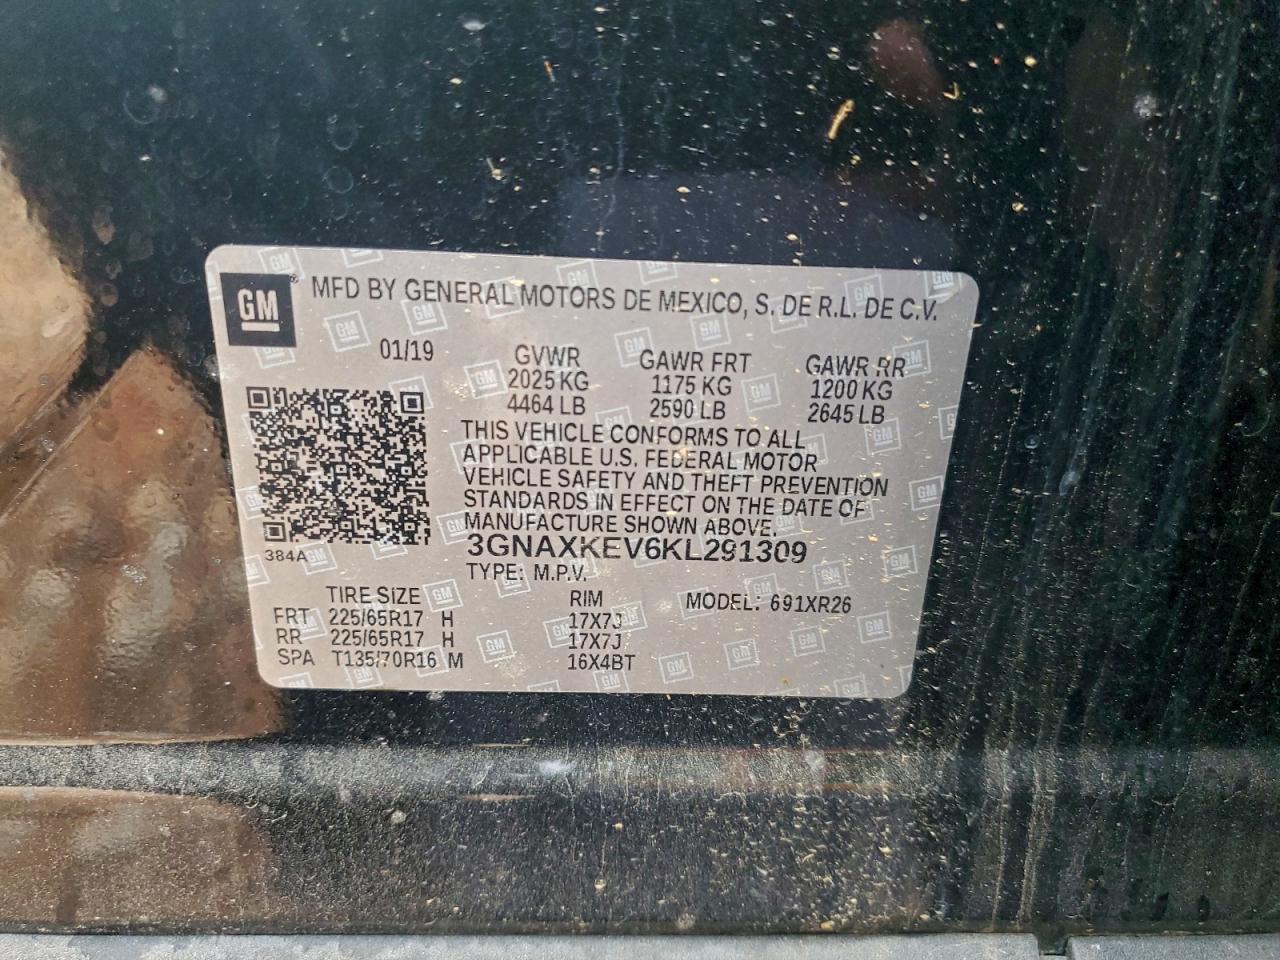 GM ® MFD BY GENERAL MOTORS DE MEXICO, S. DE R.L. DE C.V.
01/19 GVWR GAWR FRT GAWR RR
2025 KG 1175 KG 1200 KG
4464 LB 2590 LB 2645 LB
THIS VEHICLE CONFORMS TO ALL
APPLICABLE U.S. FEDERAL MOTOR
VEHICLE SAFETY AND THEFT PREVENTION
STANDARDS IN EFFECT ON THE DATE OF
MANUFACTURE SHOWN ABOVE.
384A 3GNAXKEV6KL291309
TYPE: M.P.V.
TIRE SIZE RIM MODEL: 691XR26
FRT 225/65R17 H 17X7J
RR 225/65R17 H 17X7J
SPA T135/70R16 M 16X4BT